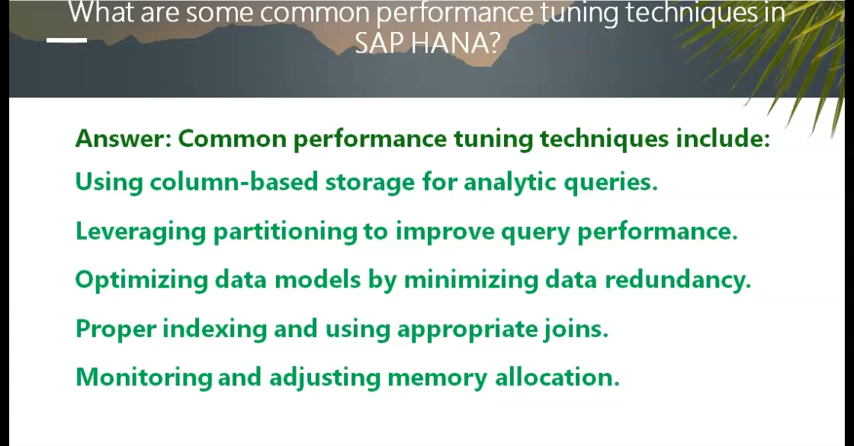 What are some common performance tuning techniques in
SAP HANA?
Answer: Common performance tuning techniques include:
Using column-based storage for analytic queries.
Leveraging partitioning to improve query performance.
Optimizing data models by minimizing data redundancy.
Proper indexing and using appropriate joins.
Monitoring and adjusting memory allocation.